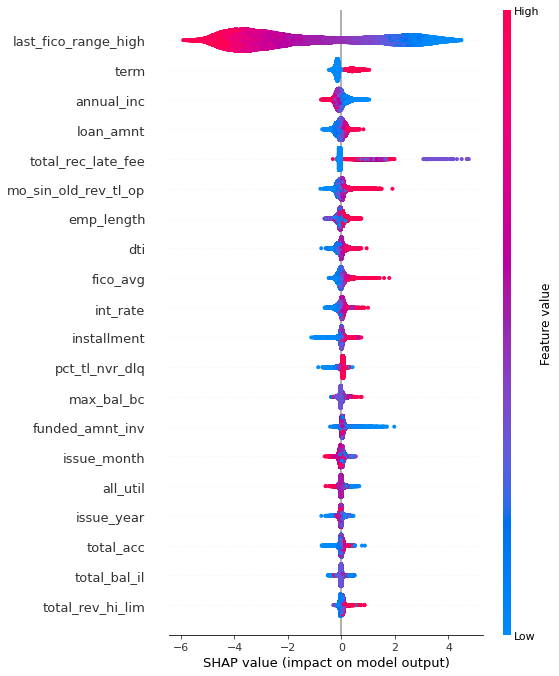 High
last_fico_range_high
term
annual_inc
loan_amnt
total_rec_late_fee
mo_sin_old_rev_tl_op
emp_length
dti
fico_avg
int_rate
installment
pct_tl_nvr_dlq
max_bal_bc
funded_amnt_inv
issue_month
all_util
issue_year
total_acc
total_bal_il
total_rev_hi_lim
Feature value
Low
−6 −4 −2 0 2 4
SHAP value (impact on model output)